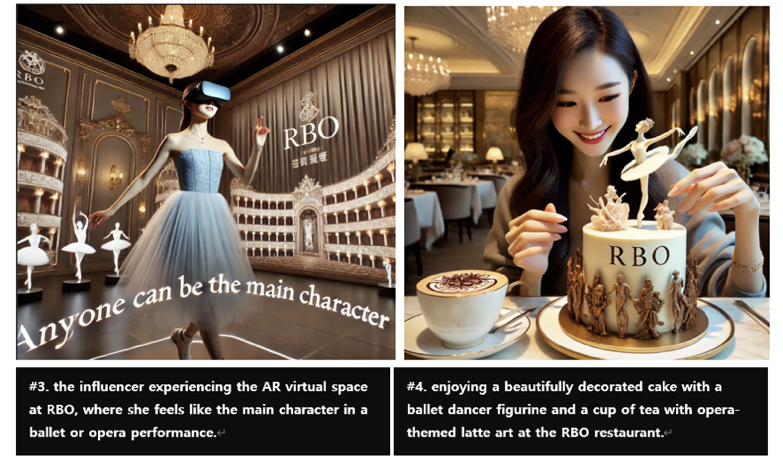 RBO
RBO
Anyone can be the main character
RBO
#3. the influencer experiencing the AR virtual space
at RBO, where she feels like the main character in a
ballet or opera performance.↵
#4. enjoying a beautifully decorated cake with a
ballet dancer figurine and a cup of tea with opera-
themed latte art at the RBO restaurant.↵